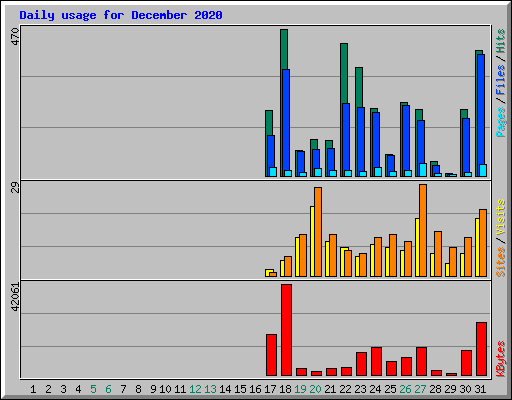 Daily usage for December 2020
470
Pages / Files / Hits
29
Sites / Visits
42061
KBytes
1 2 3 4 5 6 7 8 9 10 11 12 13 14 15 16 17 18 19 20 21 22 23 24 25 26 27 28 29 30 31